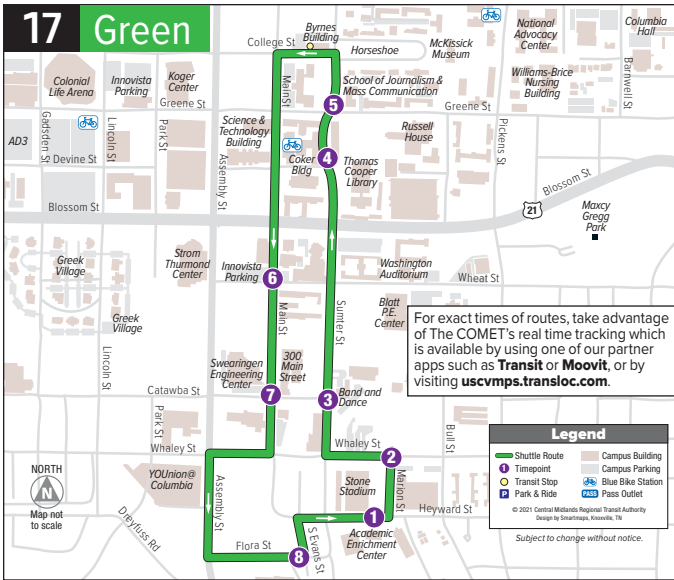 17 Green
Byrnes
Building
College St
Horseshoe
McKissick
Museum
National
Advocacy
Center
Columbia
Hall
Barnwell St
Colonial
Life Arena
Innovista
Parking
Koger
Center
Main St
School of Journalism &
Mass Communication
Williams-Brice
Nursing
Building
Greene St
5
Greene St
Gadsden St
Lincoln St
Park St
Science &
Technology
Building
Russell
House
Pickens St
AD3
Devine St
Assembly St
Coker
Bldg
4
Thomas
Cooper
Library
Blossom St
Blossom St
21
Maxcy
Gregg
Park
Greek
Village
Strom
Thurmond
Center
Innovista
Parking
6
Washington
Auditorium
Wheat St
Greek
Village
Main St
Sumter St
Blatt
P.E.
Center
For exact times of routes, take advantage
of The COMET's real time tracking which
is available by using one of our partner
apps such as Transit or Moovit, or by
visiting uscvmps.transloc.com.
Lincoln St
Swearingen
Engineering
Center
300
Main
Street
Catawba St
7
3
Band and
Dance
Park St
Whaley St
Whaley St
2
Bull St
Legend
Shuttle Route
1 Timepoint
Transit Stop
P Park & Ride
Campus Building
Campus Parking
Blue Bike Station
PASS Pass Outlet
© 2021 Central Midlands Regional Transit Authority
Design by Smartmaps, Knoxville, TN
Subject to change without notice.
NORTH
N
Map not
to scale
YOUnion@
Columbia
Assembly St
Stone
Stadium
Marion St
Heyward St
1
Academic
Enrichment
Center
Dreyfuss Rd
Flora St
8
S Evans St